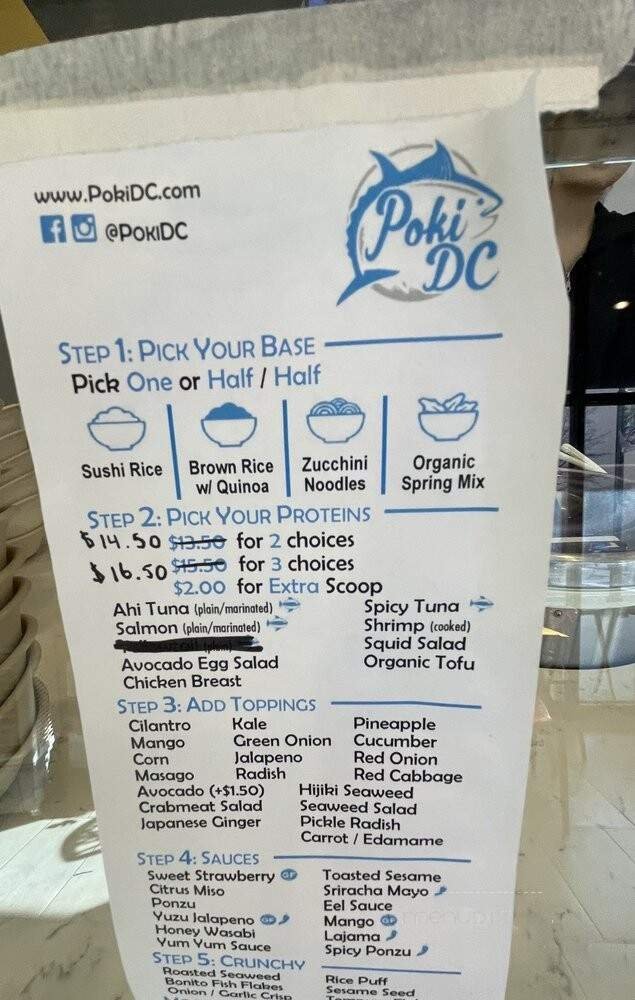 www.PokiDC.com
@PokiDC
Poki
DC
STEP 1: PICK YOUR BASE
Pick One or Half / Half
Sushi Rice
Brown Rice
w/ Quinoa
Zucchini
Noodles
Organic
Spring Mix
STEP 2: PICK YOUR PROTEINS
$14.50 $13.50 for 2 choices
$16.50 $15.50 for 3 choices
$2.00 for Extra Scoop
Ahi Tuna (plain/marinated)
Salmon (plain/marinated)
Avocado Egg Salad
Chicken Breast
Spicy Tuna
Shrimp (cooked)
Squid Salad
Organic Tofu
STEP 3: ADD TOPPINGS
Cilantro Kale Pineapple
Mango Green Onion Cucumber
Corn Jalapeno Red Onion
Masago Radish Red Cabbage
Avocado (+$1.50) Hijiki Seaweed
Crabmeat Salad Seaweed Salad
Japanese Ginger Pickle Radish
Carrot / Edamame
STEP 4: SAUCES
Sweet Strawberry GF
Citrus Miso
Ponzu
Yuzu Jalapeno GF
Honey Wasabi
Yum Yum Sauce
Toasted Sesame
Sriracha Mayo
Eel Sauce
Mango GF
Lajama
Spicy Ponzu
STEP 5: CRUNCHY
Roasted Seaweed
Bonito Fish Flakes
Onion / Garlic Crisp
Rice Puff
Sesame Seed